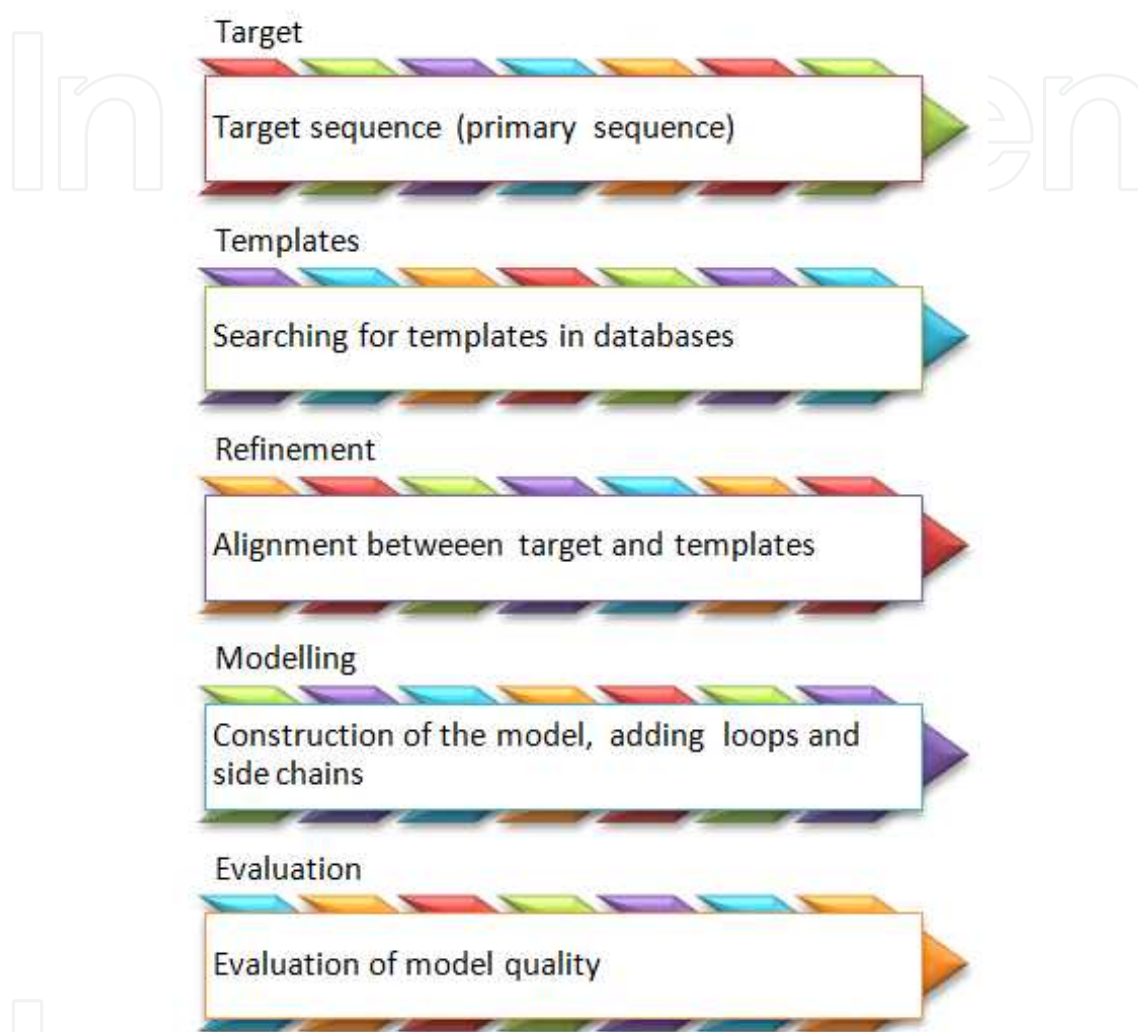 Target
Target sequence (primary sequence)
Templates
Searching for templates in databases
Refinement
Alignment betweeen target and templates
Modelling
Construction of the model, adding loops and
side chains
Evaluation
Evaluation of model quality